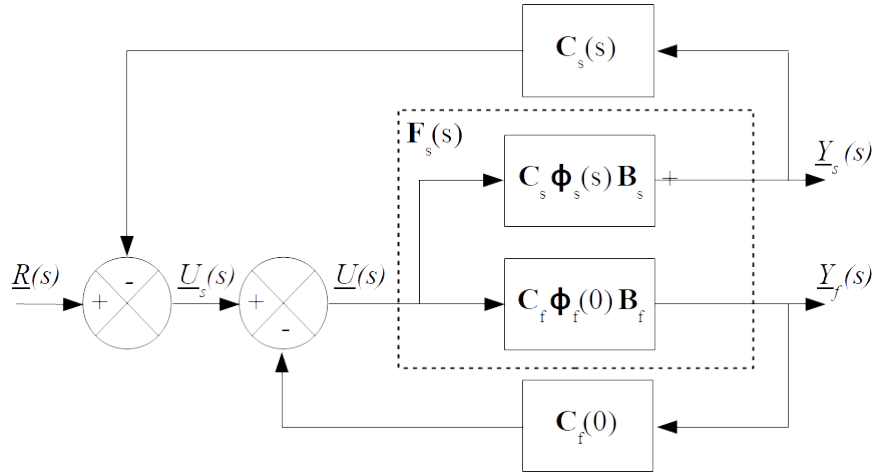 C_s(s)
F_s(s)
C_s ϕ_s(s) B_s +
Y_s(s)
R(s)
-
+
U_s(s)
+
-
U(s)
C_f ϕ_f(0) B_f
Y_f(s)
C_f(0)